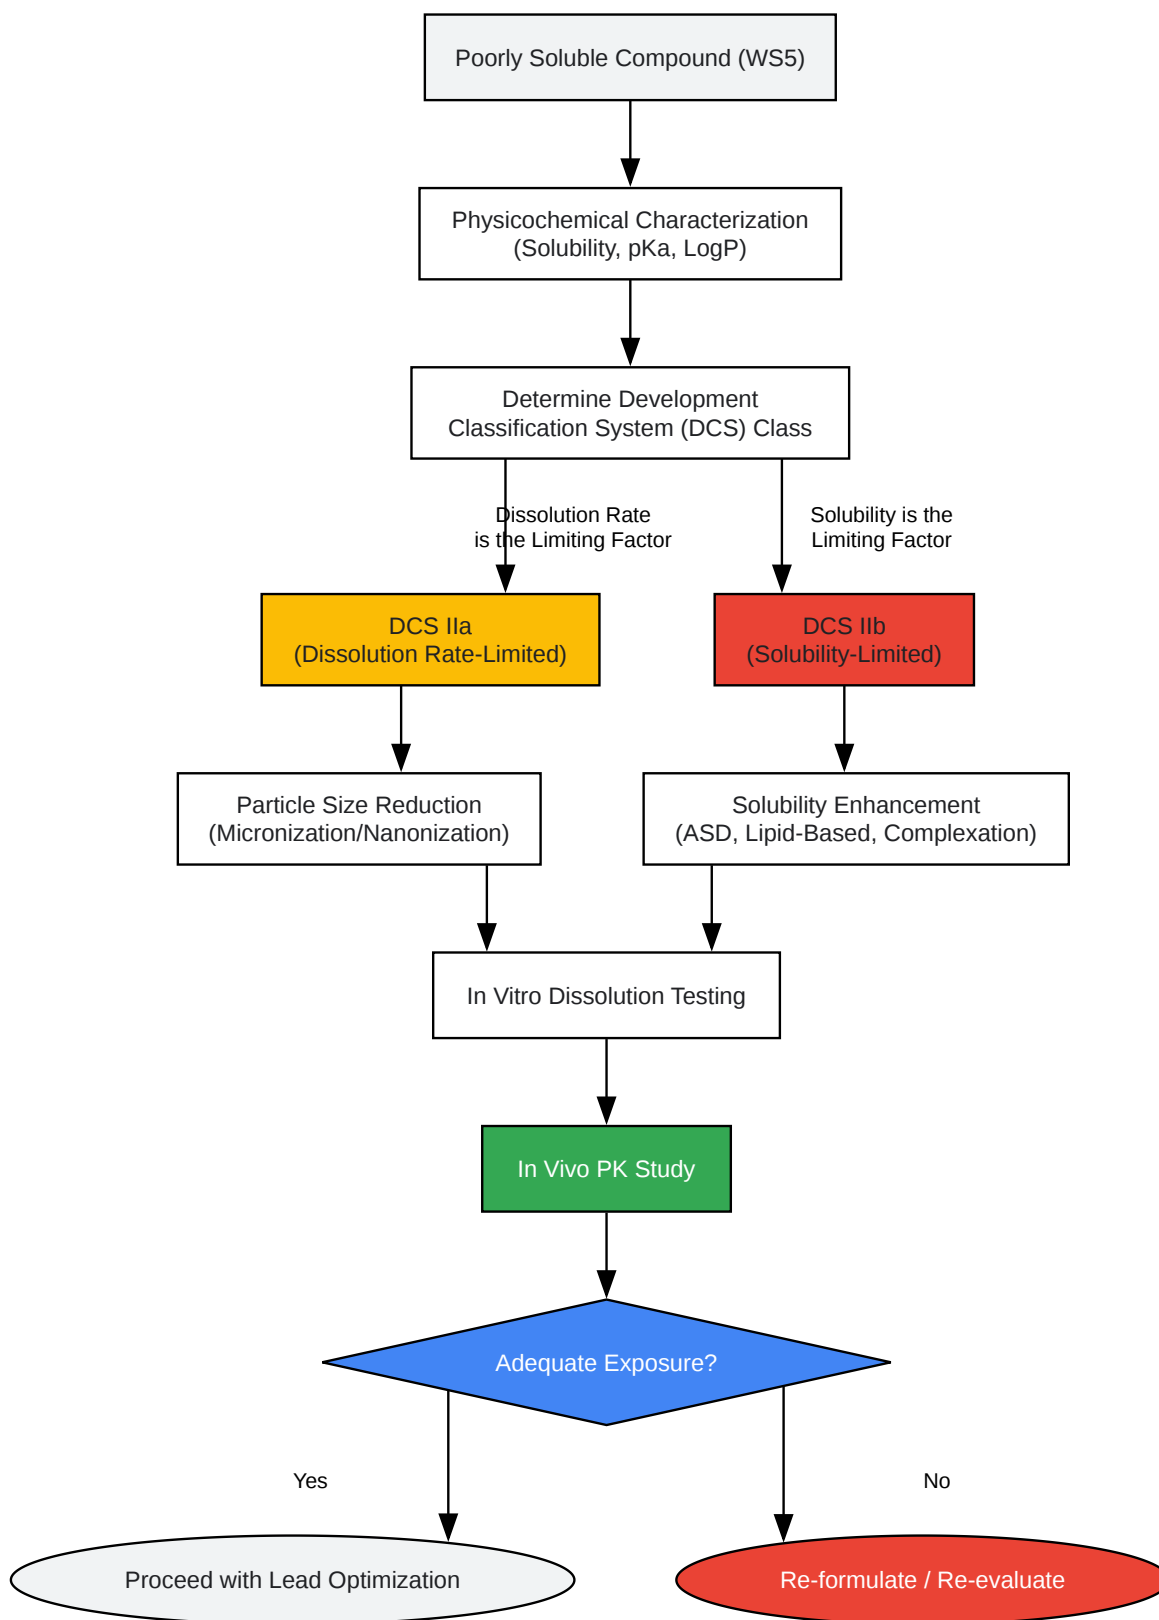 Poorly Soluble Compound (WS5)
Physicochemical Characterization
(Solubility, pKa, LogP)
Determine Development
Classification System (DCS) Class
Dissolution Rate
is the Limiting Factor
Solubility is the
Limiting Factor
DCS IIa
(Dissolution Rate-Limited)
DCS IIb
(Solubility-Limited)
Particle Size Reduction
(Micronization/Nanonization)
Solubility Enhancement
(ASD, Lipid-Based, Complexation)
In Vitro Dissolution Testing
In Vivo PK Study
Adequate Exposure?
Yes
No
Proceed with Lead Optimization
Re-formulate / Re-evaluate